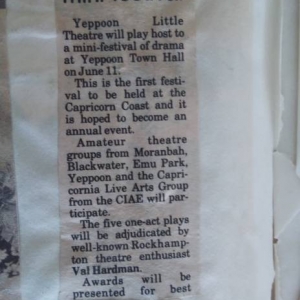 Yeppoon Little
Theatre will play host to
a mini-festival of drama
at Yeppoon Town Hall
on June 11.
This is the first festi-
val to be held at the
Capricorn Coast and it
is hoped to become an
annual event.
Amateur theatre
groups from Moranbah,
Blackwater, Emu Park,
Yeppoon and the Capri-
cornia Live Arts Group
from the CIAE will par-
ticipate.
The five one-act plays
will be adjudicated by
well-known Rockhamp-
ton theatre enthusiast
Val Hardman.
Awards will be
presented for best